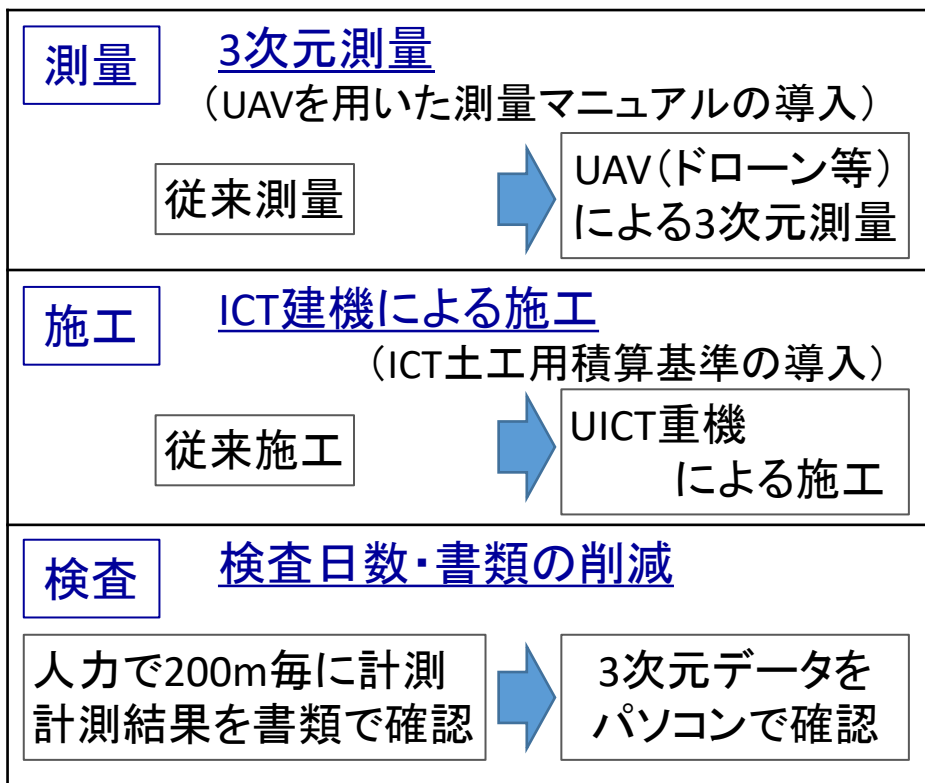 測量
3次元測量
（UAVを用いた測量マニュアルの導入）
従来測量
UAV（ドローン等）
による3次元測量
施工
ICT建機による施工
（ICT土工用積算基準の導入）
従来施工
UICT重機
による施工
検査
検査日数・書類の削減
人力で200m毎に計測
計測結果を書類で確認
3次元データを
パソコンで確認